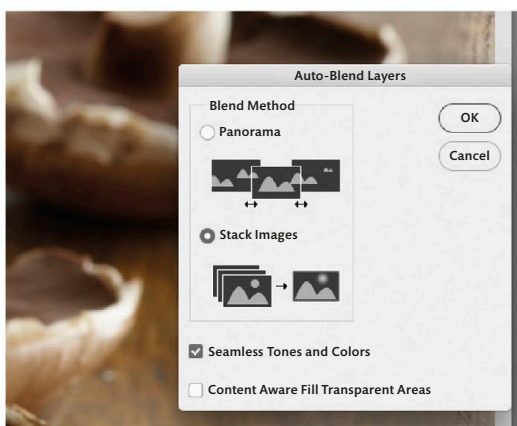 Auto-Blend Layers
Blend Method
Panorama
Stack Images
Seamless Tones and Colors
Content Aware Fill Transparent Areas
OK
Cancel